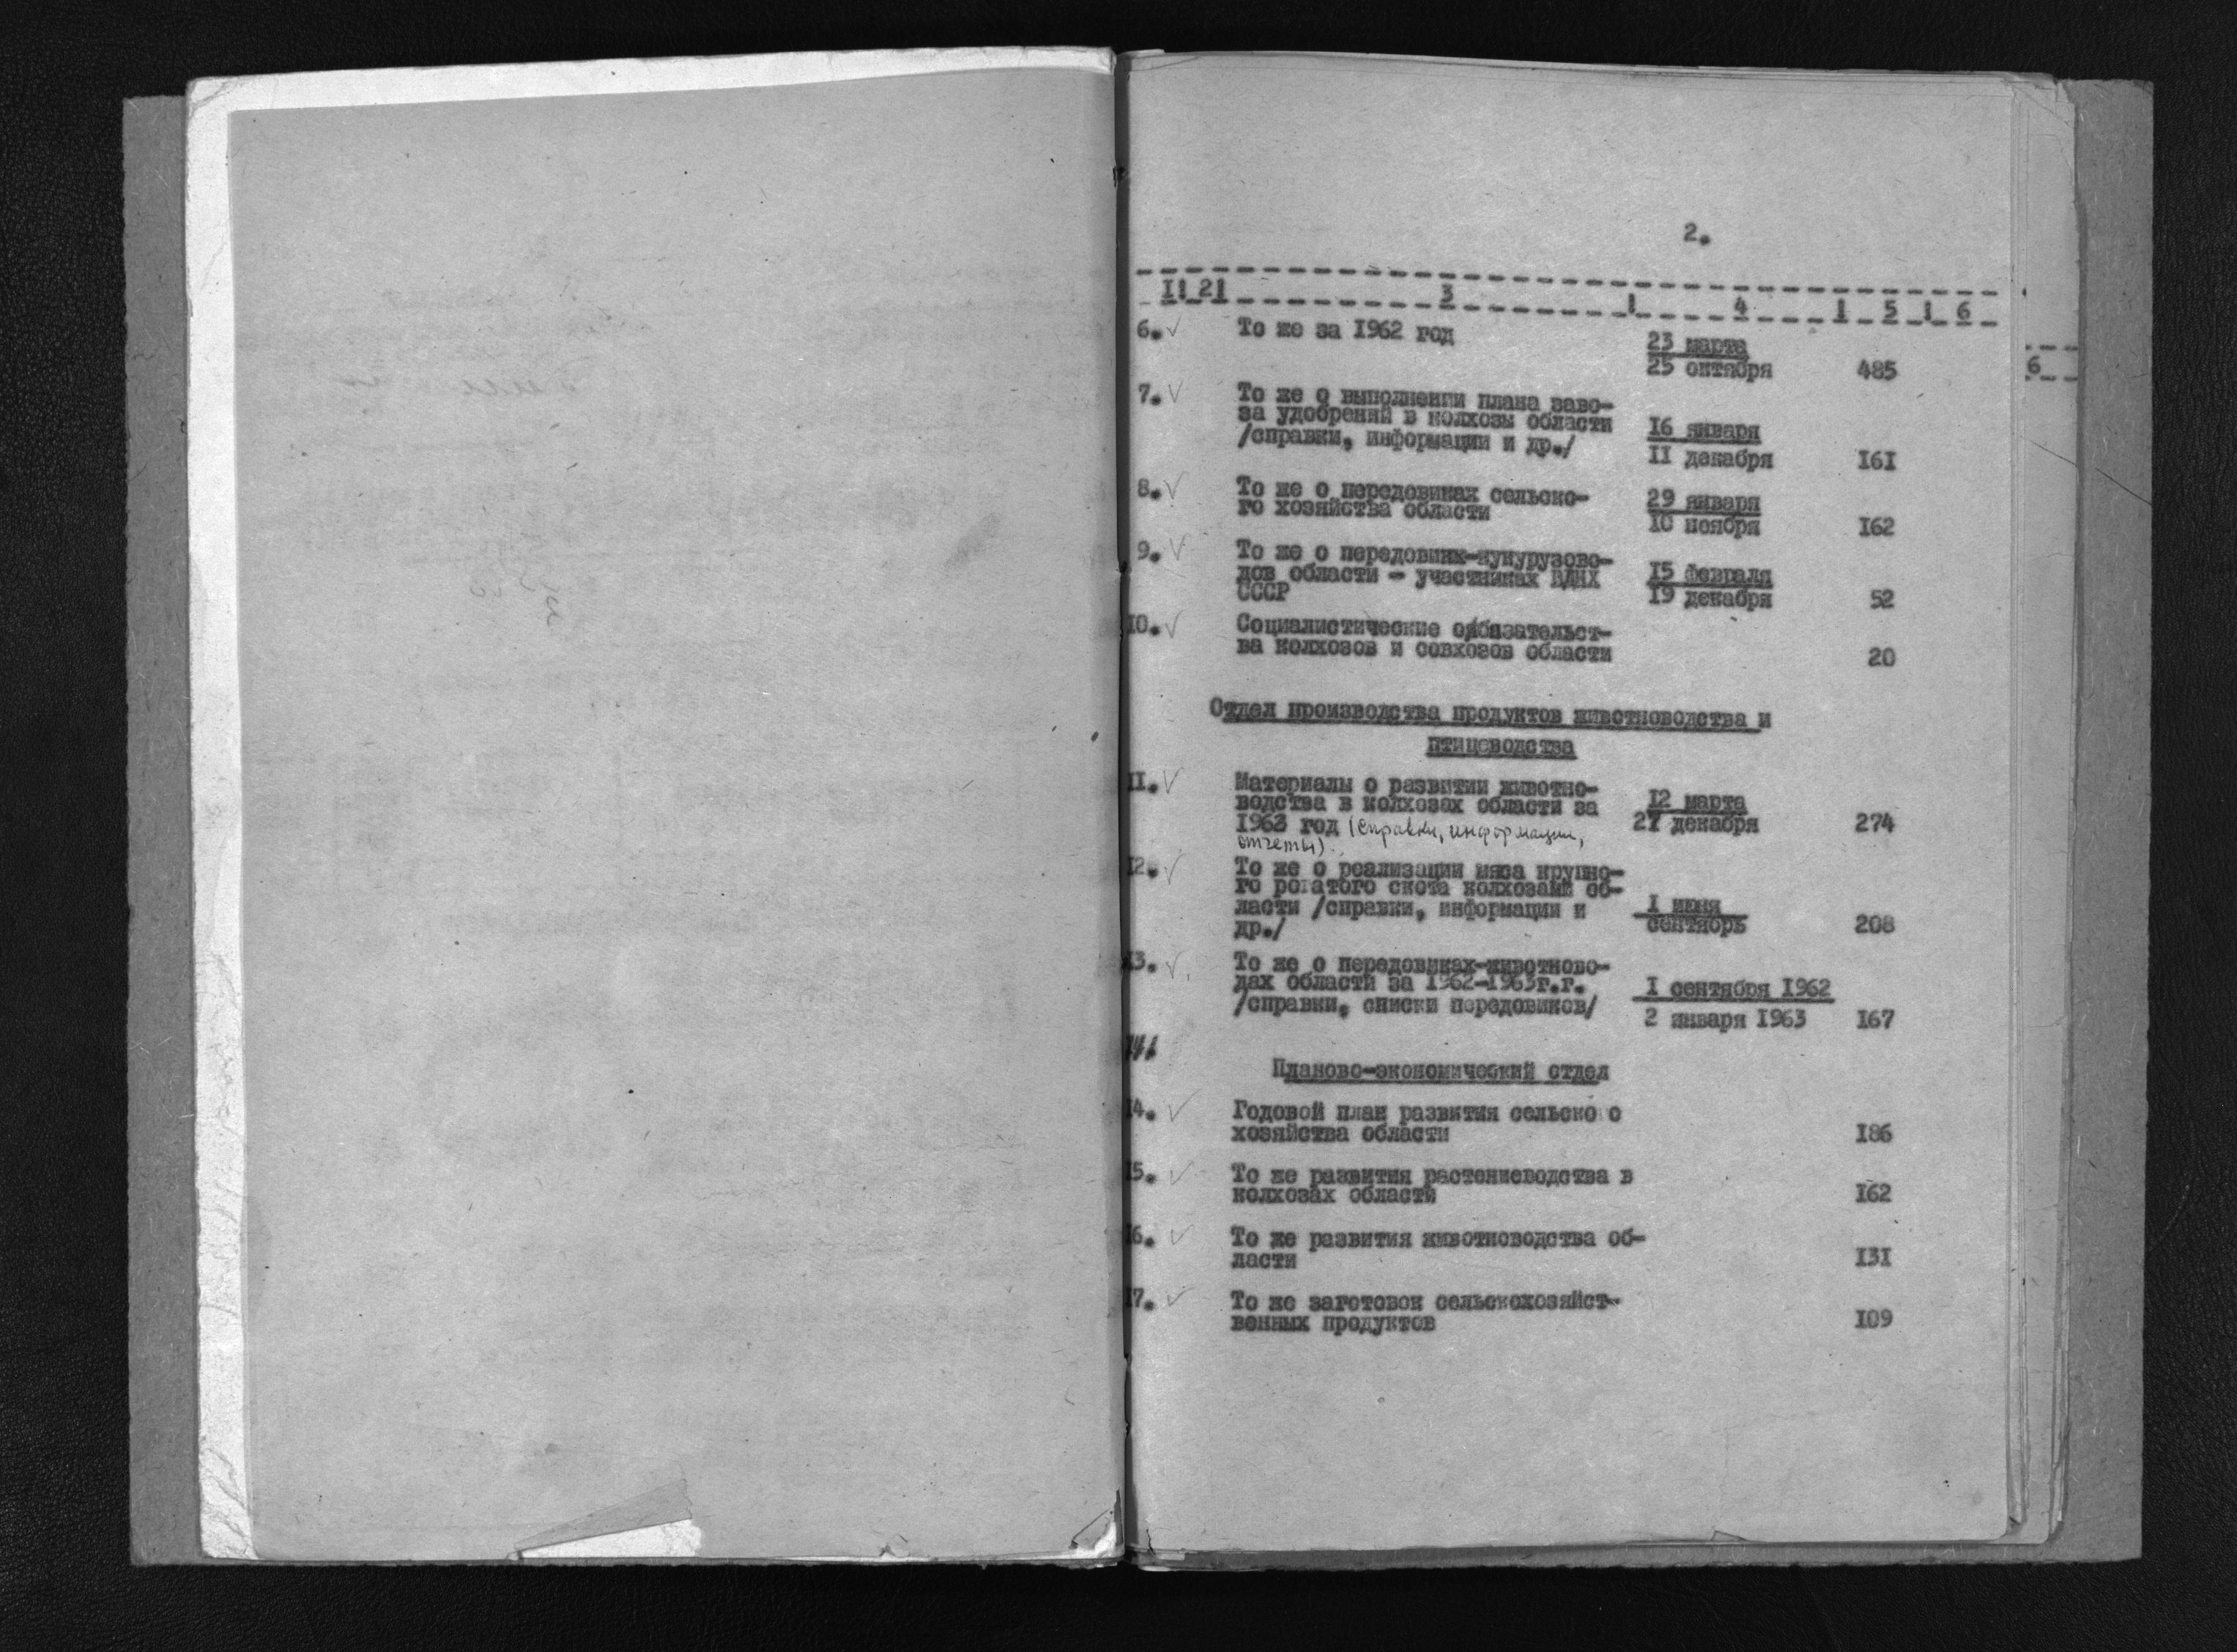 2.
1! 2! 3 ! 4 ! 5 ! 6
6. ✓ То же за 1962 год 23 марта
25 октября 485
6
7. ✓ То же о выполнении плана заво-
за удобрений в колхозы области 16 января
/справки, информации и др./ 11 декабря 161
8. ✓ То же о передовиках сельско- 29 января
го хозяйства области 10 ноября 162
9. ✓ То же о передовикх-кукурузово-
дов области - участниках ВДНХ 15 февраля
СССР 19 декабря 52
10. ✓ Социалистические обязательст-
ва колхозов и совхозов области 20
Отдел производства продуктов животноводства и
птицеводства
11. ✓ Материалы о развитии животно-
водства в колхозах области за 12 марта
1963 год (справки, информации, 27 декабря 274
отчеты).
12. ✓ То же о реализации мяса крупно-
го рогатого скота колхозами об-
ласти /справки, информации и 1 июня
др./ сентябрь 208
13. ✓ То же о передовиках-животново-
дах области за 1962-1963г.г. 1 сентября 1962
/справки, списки передовиков/ 2 января 1963 167
Планово-экономический отдел
14. ✓ Годовой план развития сельско о
хозяйства области 186
15. ✓ То же развития растениеводства в
колхозах области 162
16. ✓ То же развития животноводства об-
ласти 131
17. ✓ То же заготовок сельскохозяйст-
венных продуктов 109